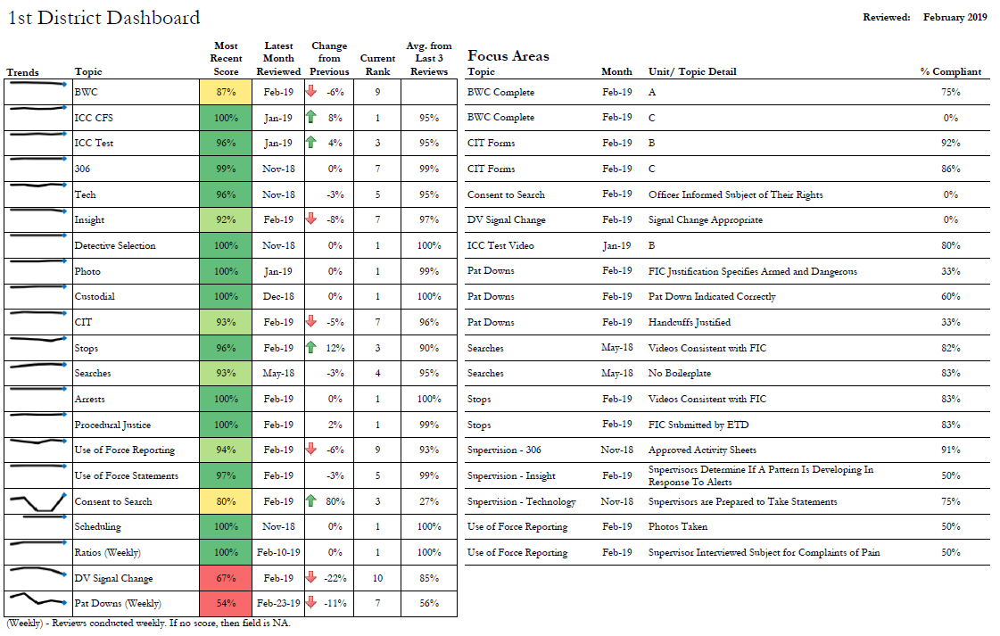 1st District Dashboard
Reviewed: February 2019
Trends Topic Most Recent Score Latest Month Reviewed Change from Previous Current Rank Avg. from Last 3 Reviews
BWC 87% Feb-19 -6% 9
ICC CFS 100% Jan-19 8% 1 95%
ICC Test 96% Jan-19 4% 3 95%
306 99% Nov-18 0% 7 99%
Tech 96% Nov-18 -3% 5 95%
Insight 92% Feb-19 -8% 7 97%
Detective Selection 100% Nov-18 0% 1 100%
Photo 100% Jan-19 0% 1 99%
Custodial 100% Dec-18 0% 1 100%
CIT 93% Feb-19 -5% 7 96%
Stops 96% Feb-19 12% 3 90%
Searches 93% May-18 -3% 4 95%
Arrests 100% Feb-19 0% 1 100%
Procedural Justice 100% Feb-19 2% 1 99%
Use of Force Reporting 94% Feb-19 -6% 9 93%
Use of Force Statements 97% Feb-19 -3% 5 99%
Consent to Search 80% Feb-19 80% 3 27%
Scheduling 100% Nov-18 0% 1 100%
Ratios (Weekly) 100% Feb-10-19 0% 1 100%
DV Signal Change 67% Feb-19 -22% 10 85%
Pat Downs (Weekly) 54% Feb-23-19 -11% 7 56%
(Weekly) - Reviews conducted weekly. If no score, then field is NA.
Focus Areas
Topic Month Unit/ Topic Detail % Compliant
BWC Complete Feb-19 A 75%
BWC Complete Feb-19 C 0%
CIT Forms Feb-19 B 92%
CIT Forms Feb-19 C 86%
Consent to Search Feb-19 Officer Informed Subject of Their Rights 0%
DV Signal Change Feb-19 Signal Change Appropriate 0%
ICC Test Video Jan-19 B 80%
Pat Downs Feb-19 FIC Justification Specifies Armed and Dangerous 33%
Pat Downs Feb-19 Pat Down Indicated Correctly 60%
Pat Downs Feb-19 Handcuffs Justified 33%
Searches May-18 Videos Consistent with FIC 82%
Searches May-18 No Boilerplate 83%
Stops Feb-19 Videos Consistent with FIC 83%
Stops Feb-19 FIC Submitted by ETD 83%
Supervision - 306 Nov-18 Approved Activity Sheets 91%
Supervision - Insight Feb-19 Supervisors Determine If A Pattern Is Developing In
Response To Alerts 50%
Supervision - Technology Nov-18 Supervisors are Prepared to Take Statements 75%
Use of Force Reporting Feb-19 Photos Taken 50%
Use of Force Reporting Feb-19 Supervisor Interviewed Subject for Complaints of Pain 50%